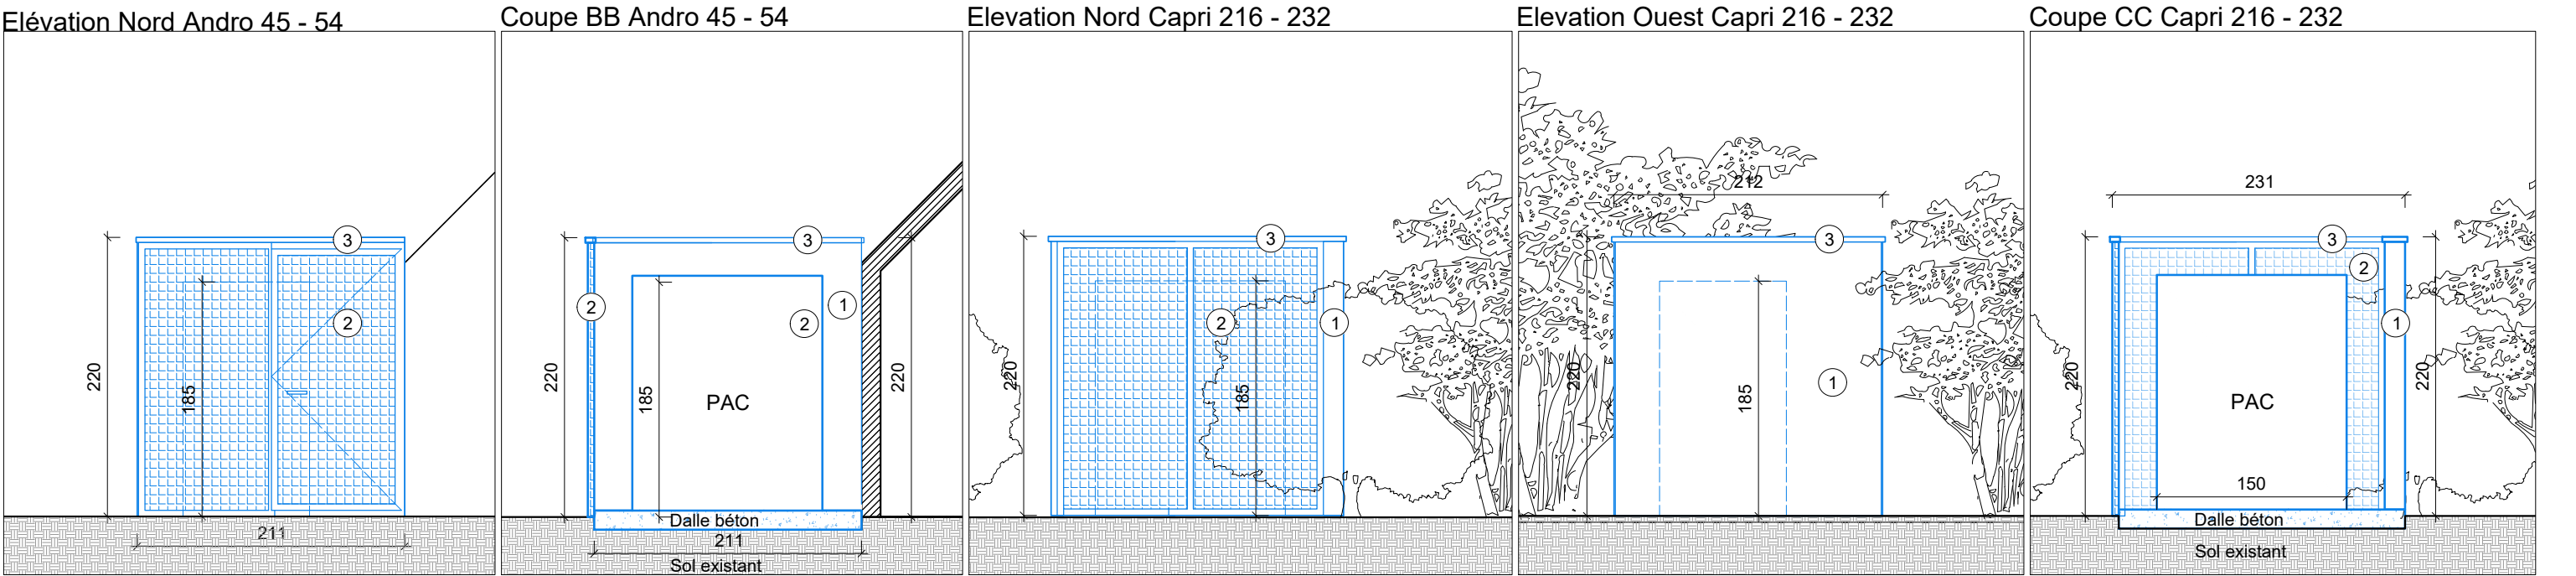 Elévation Nord Andro 45 - 54
3
2
220
185
211
Coupe BB Andro 45 - 54
3
2
1
2
220
185
PAC
220
Dalle béton
211
Sol existant
Elevation Nord Capri 216 - 232
3
2
1
220
185
Elevation Ouest Capri 216 - 232
212
3
220
1
185
Coupe CC Capri 216 - 232
231
3
2
1
220
220
PAC
150
Dalle béton
Sol existant